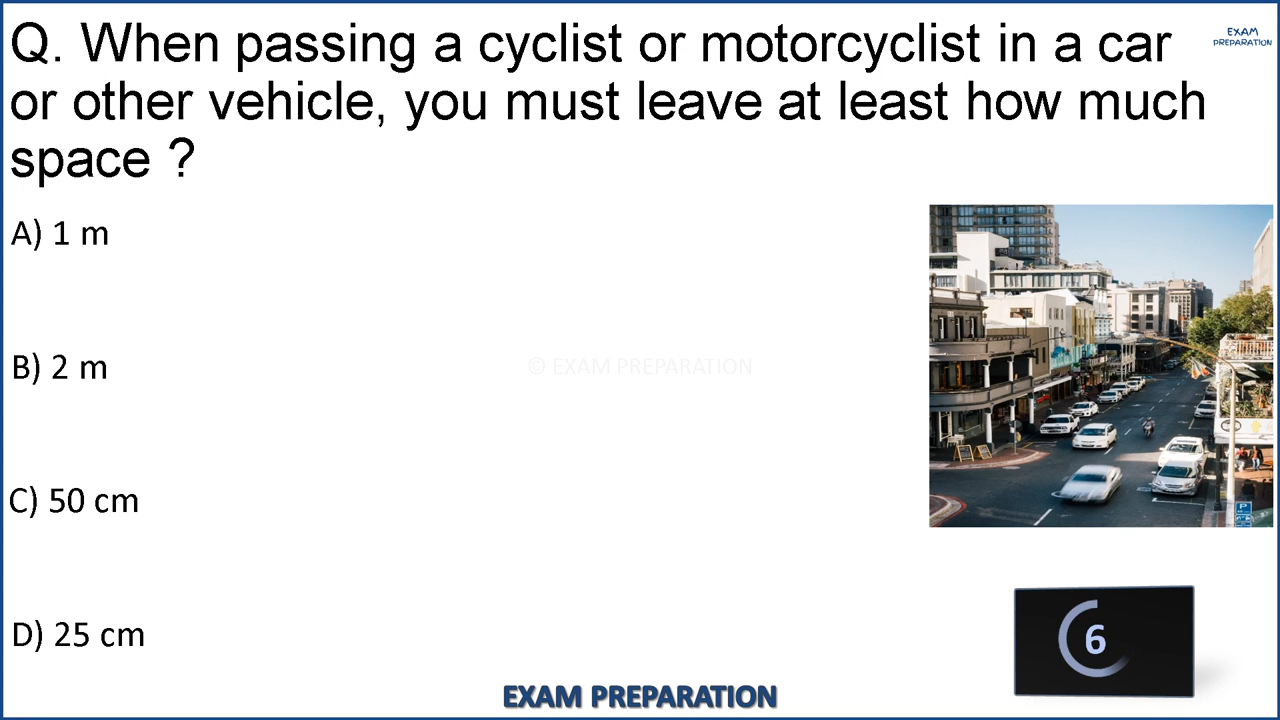 Q. When passing a cyclist or motorcyclist in a car
or other vehicle, you must leave at least how much
space ?
EXAM
PREPARATION
A) 1 m
B) 2 m
© EXAM PREPARATION
C) 50 cm
D) 25 cm
P
6
EXAM PREPARATION